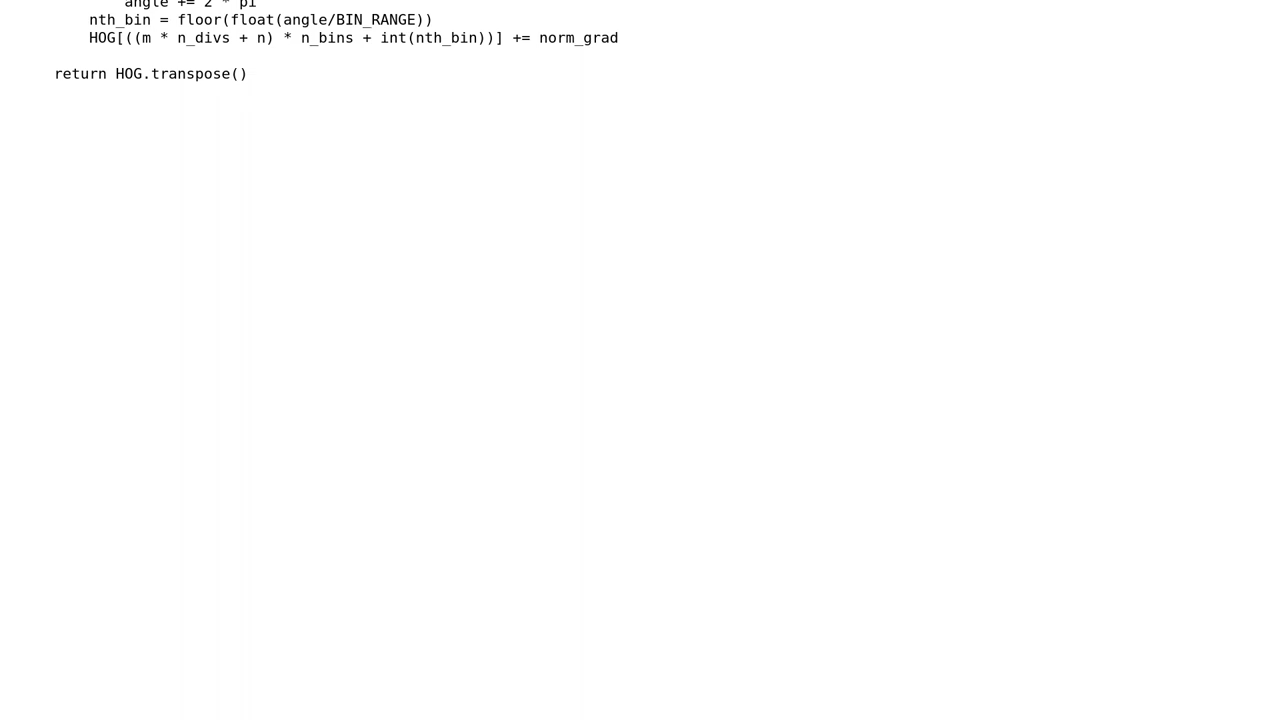 angle += 2 * pi
nth_bin = floor(float(angle/BIN_RANGE))
HOG[((m * n_divs + n) * n_bins + int(nth_bin))] += norm_grad
return HOG.transpose()